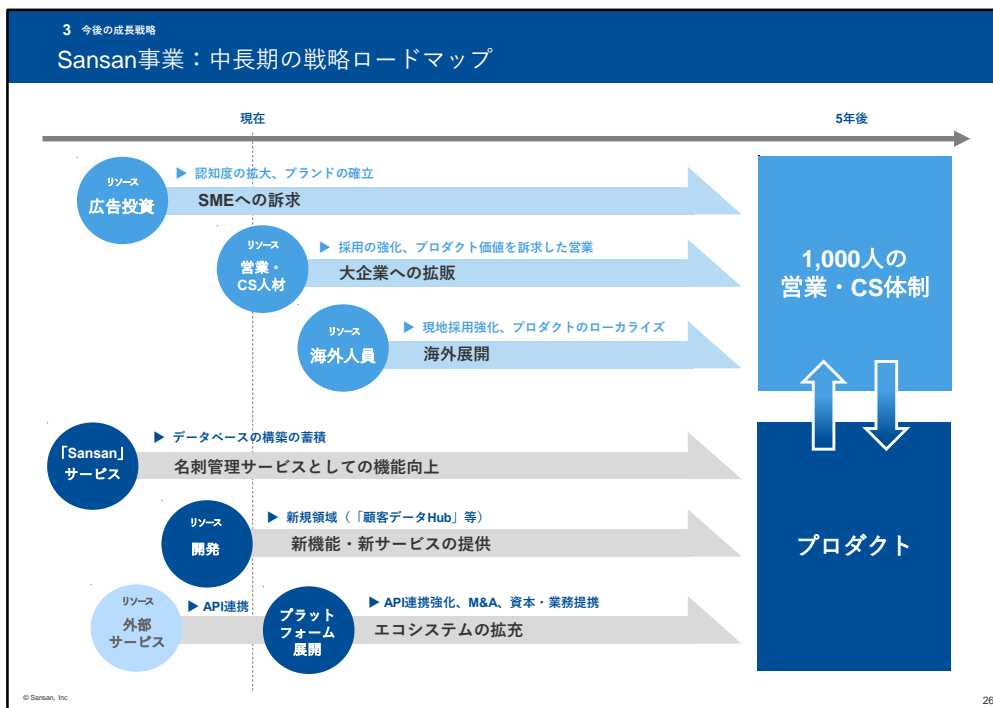 3 今後の成長戦略
Sansan事業：中長期の戦略ロードマップ
現在
5年後
リソース
広告投資
▶ 認知度の拡大、ブランドの確立
SMEへの訴求
リソース
営業・
CS人材
▶ 採用の強化、プロダクト価値を訴求した営業
大企業への拡販
リソース
海外人員
▶ 現地採用強化、プロダクトのローカライズ
海外展開
1,000人の
営業・CS体制
「Sansan」
サービス
▶ データベースの構築の蓄積
名刺管理サービスとしての機能向上
リソース
開発
▶ 新規領域（「顧客データHub」等）
新機能・新サービスの提供
リソース
外部
サービス
▶ API連携
プラット
フォーム
展開
▶ API連携強化、M&A、資本・業務提携
エコシステムの拡充
プロダクト
© Sansan, Inc
26